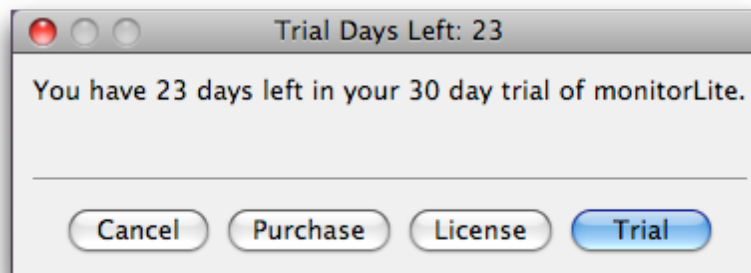 Trial Days Left: 23
You have 23 days left in your 30 day trial of monitorLite.
Cancel Purchase License Trial